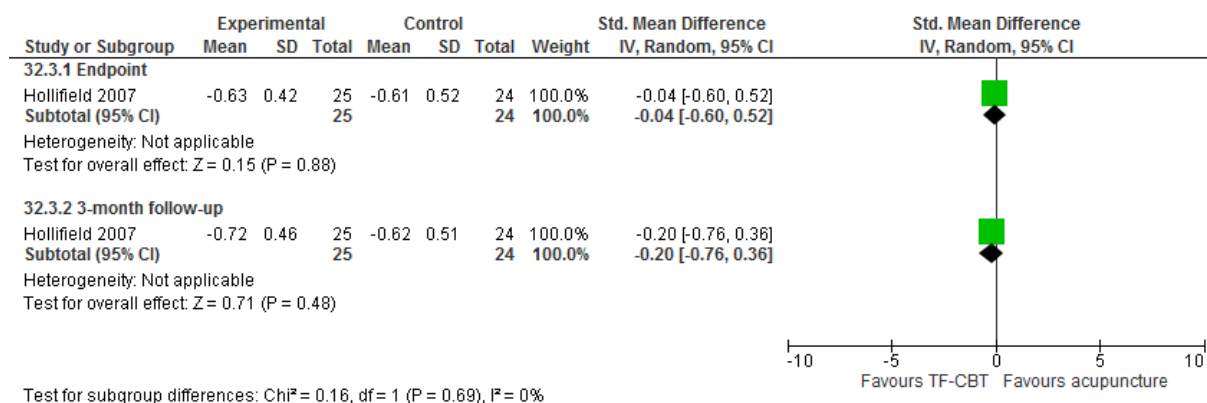 Experimental Control Std. Mean Difference Std. Mean Difference
Study or Subgroup Mean SD Total Mean SD Total Weight IV, Random, 95% CI IV, Random, 95% CI
32.3.1 Endpoint
Hollifield 2007 -0.63 0.42 25 -0.61 0.52 24 100.0% -0.04 [-0.60, 0.52]
Subtotal (95% CI) 25 24 100.0% -0.04 [-0.60, 0.52]
Heterogeneity: Not applicable
Test for overall effect: Z = 0.15 (P = 0.88)
32.3.2 3-month follow-up
Hollifield 2007 -0.72 0.46 25 -0.62 0.51 24 100.0% -0.20 [-0.76, 0.36]
Subtotal (95% CI) 25 24 100.0% -0.20 [-0.76, 0.36]
Heterogeneity: Not applicable
Test for overall effect: Z = 0.71 (P = 0.48)
-10 -5 0 5 10
Favours TF-CBT Favours acupuncture
Test for subgroup differences: Chi² = 0.16, df = 1 (P = 0.69), I² = 0%